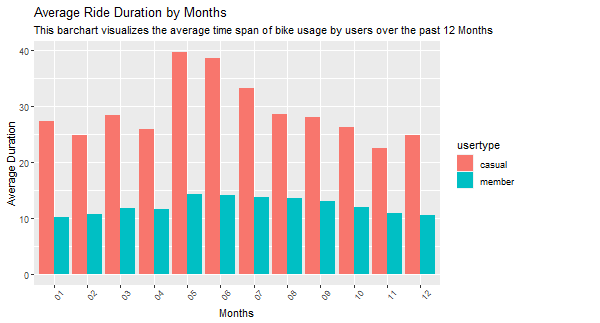 Average Ride Duration by Months
This barchart visualizes the average time span of bike usage by users over the past 12 Months
40
30
20
10
0
Average Duration
01 02 03 04 05 06 07 08 09 10 11 12
Months
usertype
casual
member